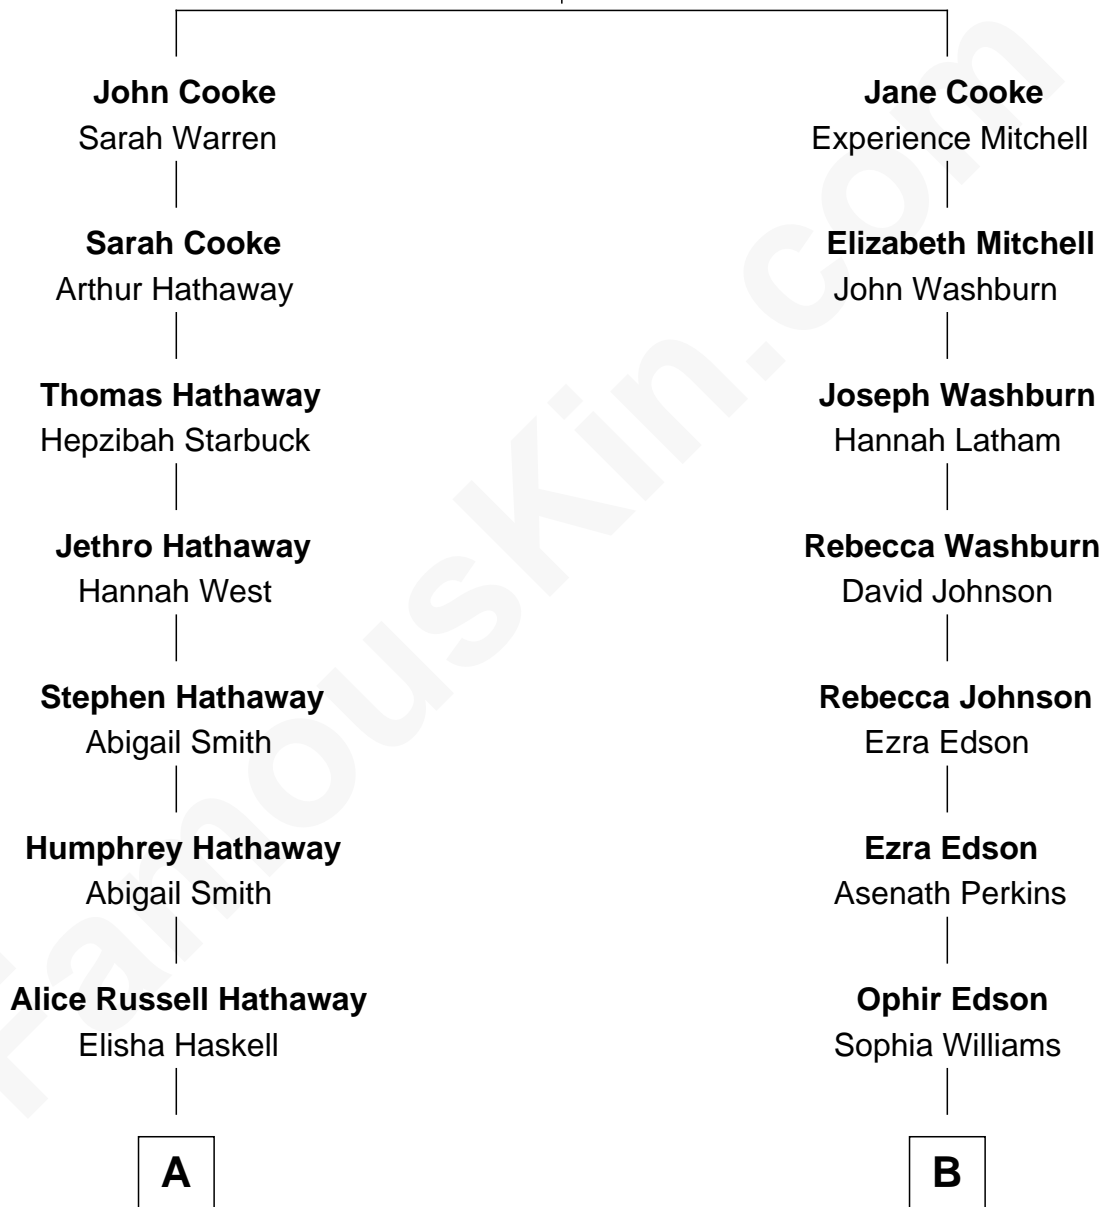 John Cooke
Sarah Warren
Sarah Cooke
Arthur Hathaway
Thomas Hathaway
Hepzibah Starbuck
Jethro Hathaway
Hannah West
Stephen Hathaway
Abigail Smith
Humphrey Hathaway
Abigail Smith
Alice Russell Hathaway
Elisha Haskell
A
Jane Cooke
Experience Mitchell
Elizabeth Mitchell
John Washburn
Joseph Washburn
Hannah Latham
Rebecca Washburn
David Johnson
Rebecca Johnson
Ezra Edson
Ezra Edson
Asenath Perkins
Ophir Edson
Sophia Williams
B
FamousKin.com